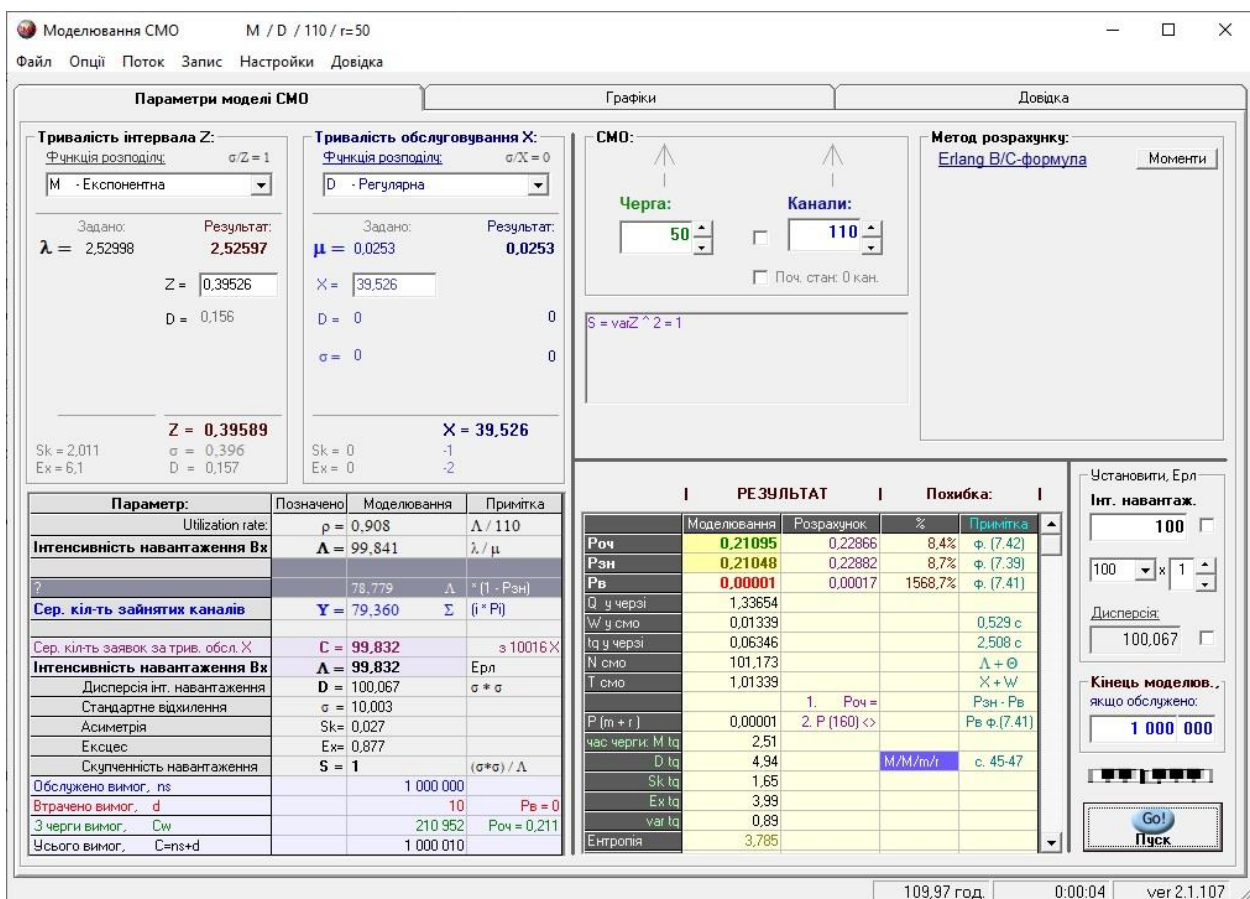 Моделювання СМО M / D / 110 / r=50
Файл Опції Поток Запис Настройки Довідка
Параметри моделі СМО Графіки Довідка
Тривалість інтервала Z:
Функція розподілу: σ/Z = 1
M - Експонентна
Задано: Результат:
λ = 2,52998 2,52597
Z = 0,39526
D = 0,156
Z = 0,39589
Sk = 2,011 σ = 0,396
Ex = 6,1 D = 0,157
Тривалість обслуговування X:
Функція розподілу: σ/X = 0
D - Регулярна
Задано: Результат:
μ = 0,0253 0,0253
X = 39,526
D = 0 0
σ = 0 0
X = 39,526
Sk = 0 -1
Ex = 0 -2
СМО:
Черга: Канали:
50 110
Поч. стан: 0 кан.
S = varZ ^ 2 = 1
Метод розрахунку:
Erlang B/C-формула Моменти
Параметр: Позначено Моделювання Примітка
Utilization rate: ρ = 0,908 Λ / 110
Інтенсивність навантаження Вх Λ = 99,841 λ / μ
? 78,779 Λ * (1 - Рзн)
Сер. кіл-ть зайнятих каналів Y = 79,360 Σ (i * Pi)
Сер. кіл-ть заявок за трив. обсл. X C = 99,832 з 10016 X
Інтенсивність навантаження Вх Λ = 99,832 Ерл
Дисперсія інт. навантаження D = 100,067 σ * σ
Стандартне відхилення σ = 10,003
Асиметрія Sk= 0,027
Ексцес Ex= 0,877
Скупченність навантаження S = 1 (σ*σ) / Λ
Обслужено вимог, ns 1 000 000
Втрачено вимог, d 10 Рв = 0
З черги вимог, Cw 210 952 Роч = 0,211
Усього вимог, C=ns+d 1 000 010
РЕЗУЛЬТАТ Похибка:
Моделювання Розрахунок % Примітка
Роч 0,21095 0,22866 8,4% ф. (7.42)
Рзн 0,21048 0,22882 8,7% ф. (7.39)
Рв 0,00001 0,00017 1568,7% ф. (7.41)
Q у черзі 1,33654
W у смо 0,01339 0,529 с
tq у черзі 0,06346 2,508 с
N смо 101,173 Λ + Θ
T смо 1,01339 X + W
1. Роч = Рзн - Рв
P (m + r ) 0,00001 2. P (160) <> Рв ф.(7.41)
час черги: M tq 2,51
D tq 4,94 M/M/m/r с. 45-47
Sk tq 1,65
Ex tq 3,99
var tq 0,89
Ентропія 3,785
Установити, Ерл
Інт. навантаж.
100
100 x 1
Дисперсія:
100,067
Кінець моделюв.,
якщо обслужено:
1 000 000
Go!
Пуск
109,97 год. 0:00:04 ver 2.1.107